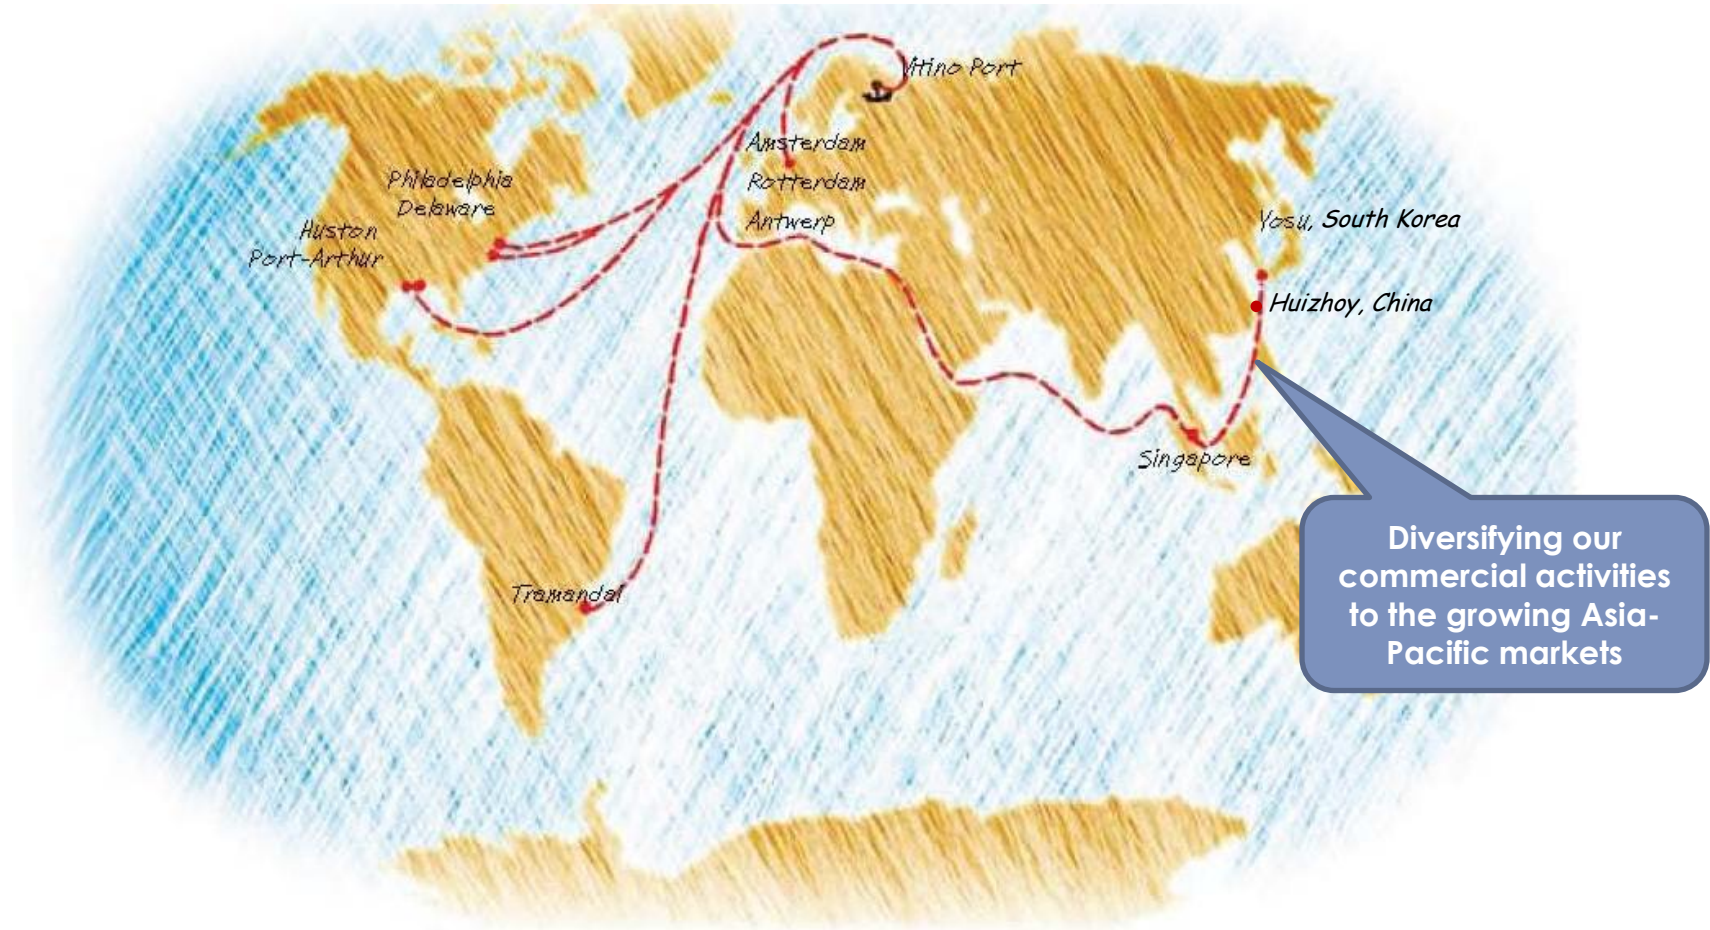 Vitino Port
Amsterdam
Rotterdam
Antwerp
Philadelphia
Delaware
Huston
Port-Arthur
Yosu, South Korea
Huizhoy, China
Singapore
Tramandal
Diversifying our
commercial activities
to the growing Asia-
Pacific markets